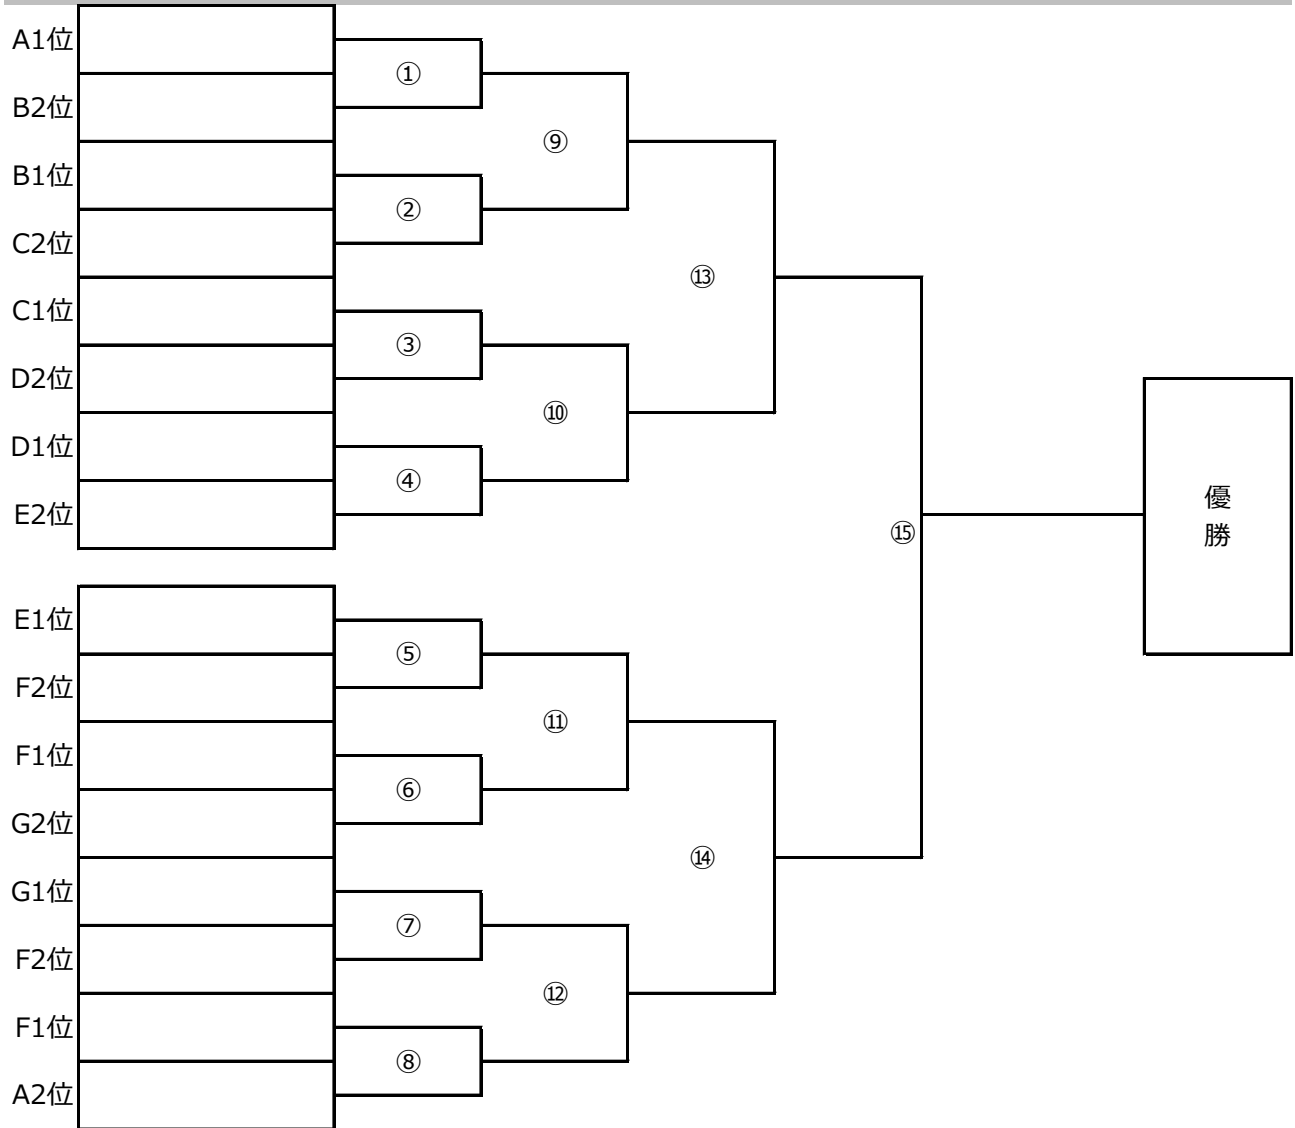 A1位
①
B2位
⑨
B1位
②
C2位
⑬
C1位
③
D2位
⑩
D1位
④
E2位
⑮
優
勝
E1位
⑤
F2位
⑪
F1位
⑥
G2位
⑭
G1位
⑦
F2位
⑫
F1位
⑧
A2位